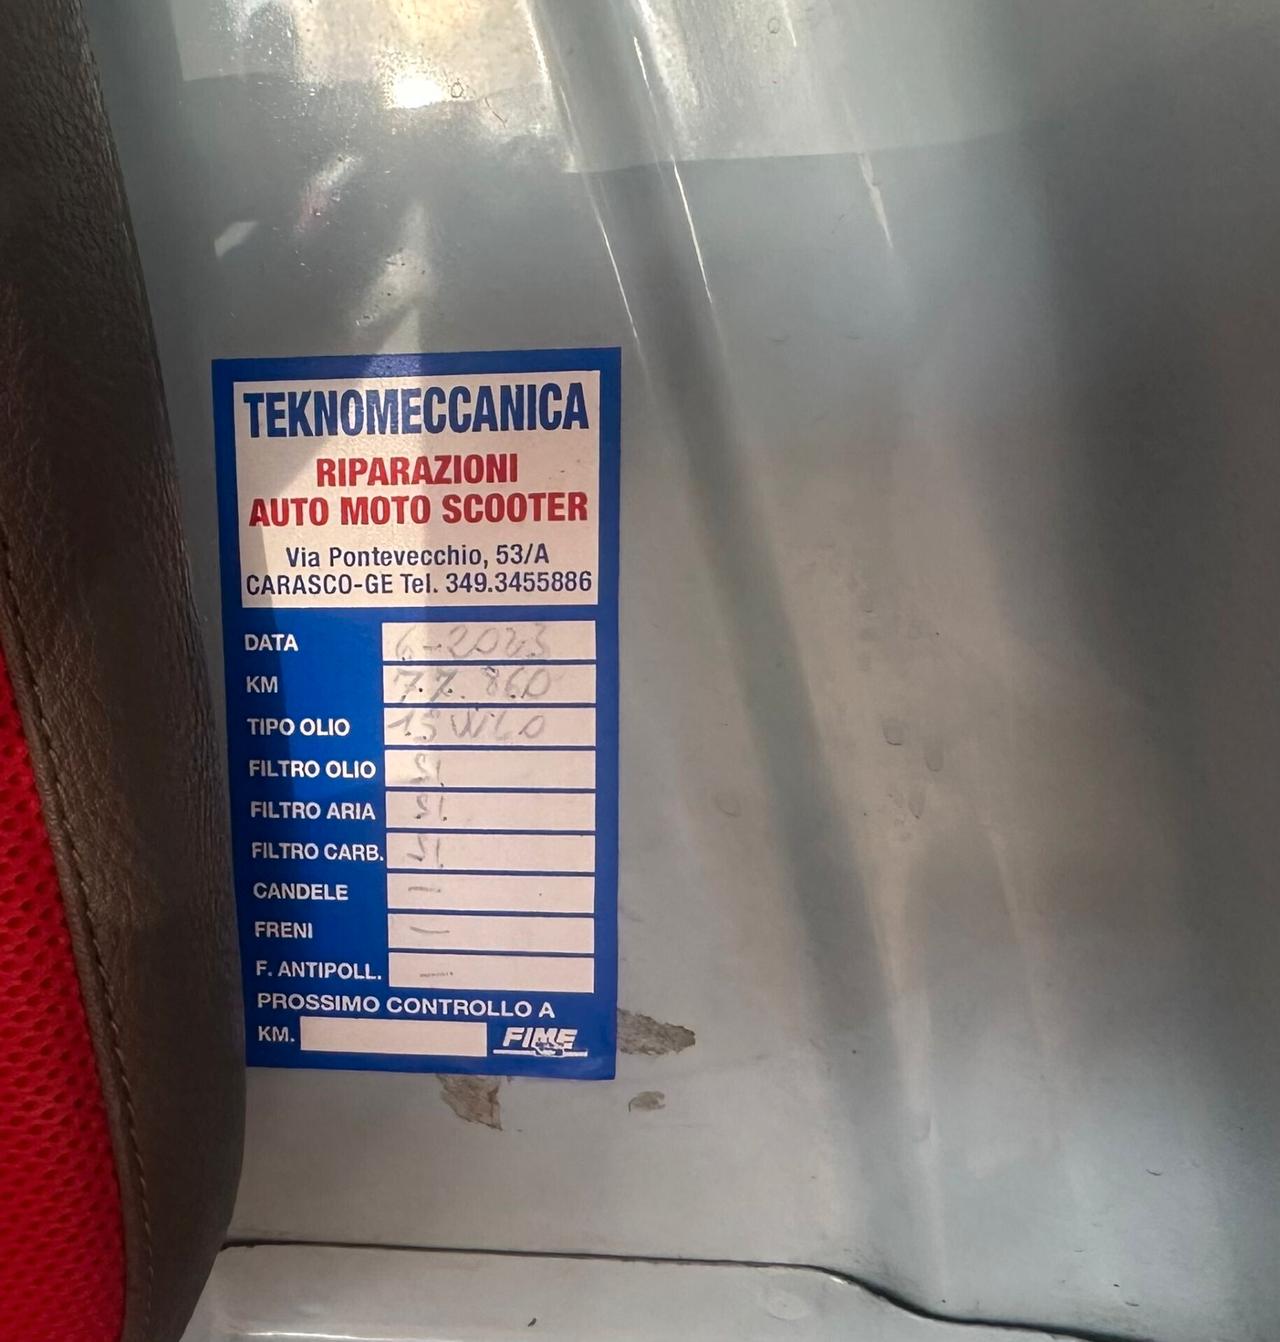 TEKNOMECCANICA
RIPARAZIONI
AUTO MOTO SCOOTER
Via Pontevecchio, 53/A
CARASCO-GE Tel. 349.3455886
DATA 6-2023
KM 77.860
TIPO OLIO 15W40
FILTRO OLIO SI
FILTRO ARIA SI
FILTRO CARB. SI
CANDELE —
FRENI —
F. ANTIPOLL. —
PROSSIMO CONTROLLO A
KM. FIME